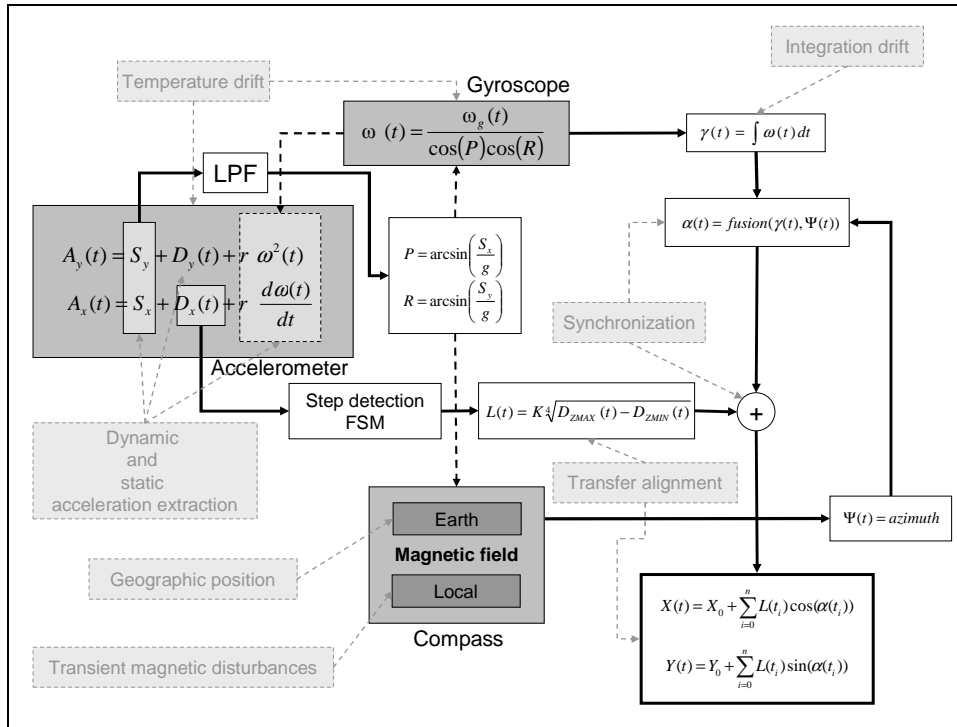 Integration drift
Temperature drift
Gyroscope
ω (t) = ω_g(t) / cos(P)cos(R)
γ(t) = ∫ω(t)dt
LPF
α(t) = fusion(γ(t),Ψ(t))
A_y(t) = S_y + D_y(t) + r ω²(t)
A_x(t) = S_x + D_x(t) + r dω(t)/dt
Accelerometer
P = arcsin(S_x/g)
R = arcsin(S_y/g)
Synchronization
Step detection
FSM
L(t) = K∜(D_ZMAX(t) − D_ZMIN(t))
+
Dynamic
and
static
acceleration extraction
Transfer alignment
Earth
Magnetic field
Local
Compass
Ψ(t) = azimuth
Geographic position
Transient magnetic disturbances
X(t) = X_0 + ∑_{i=0}^{n} L(t_i)cos(α(t_i))
Y(t) = Y_0 + ∑_{i=0}^{n} L(t_i)sin(α(t_i))